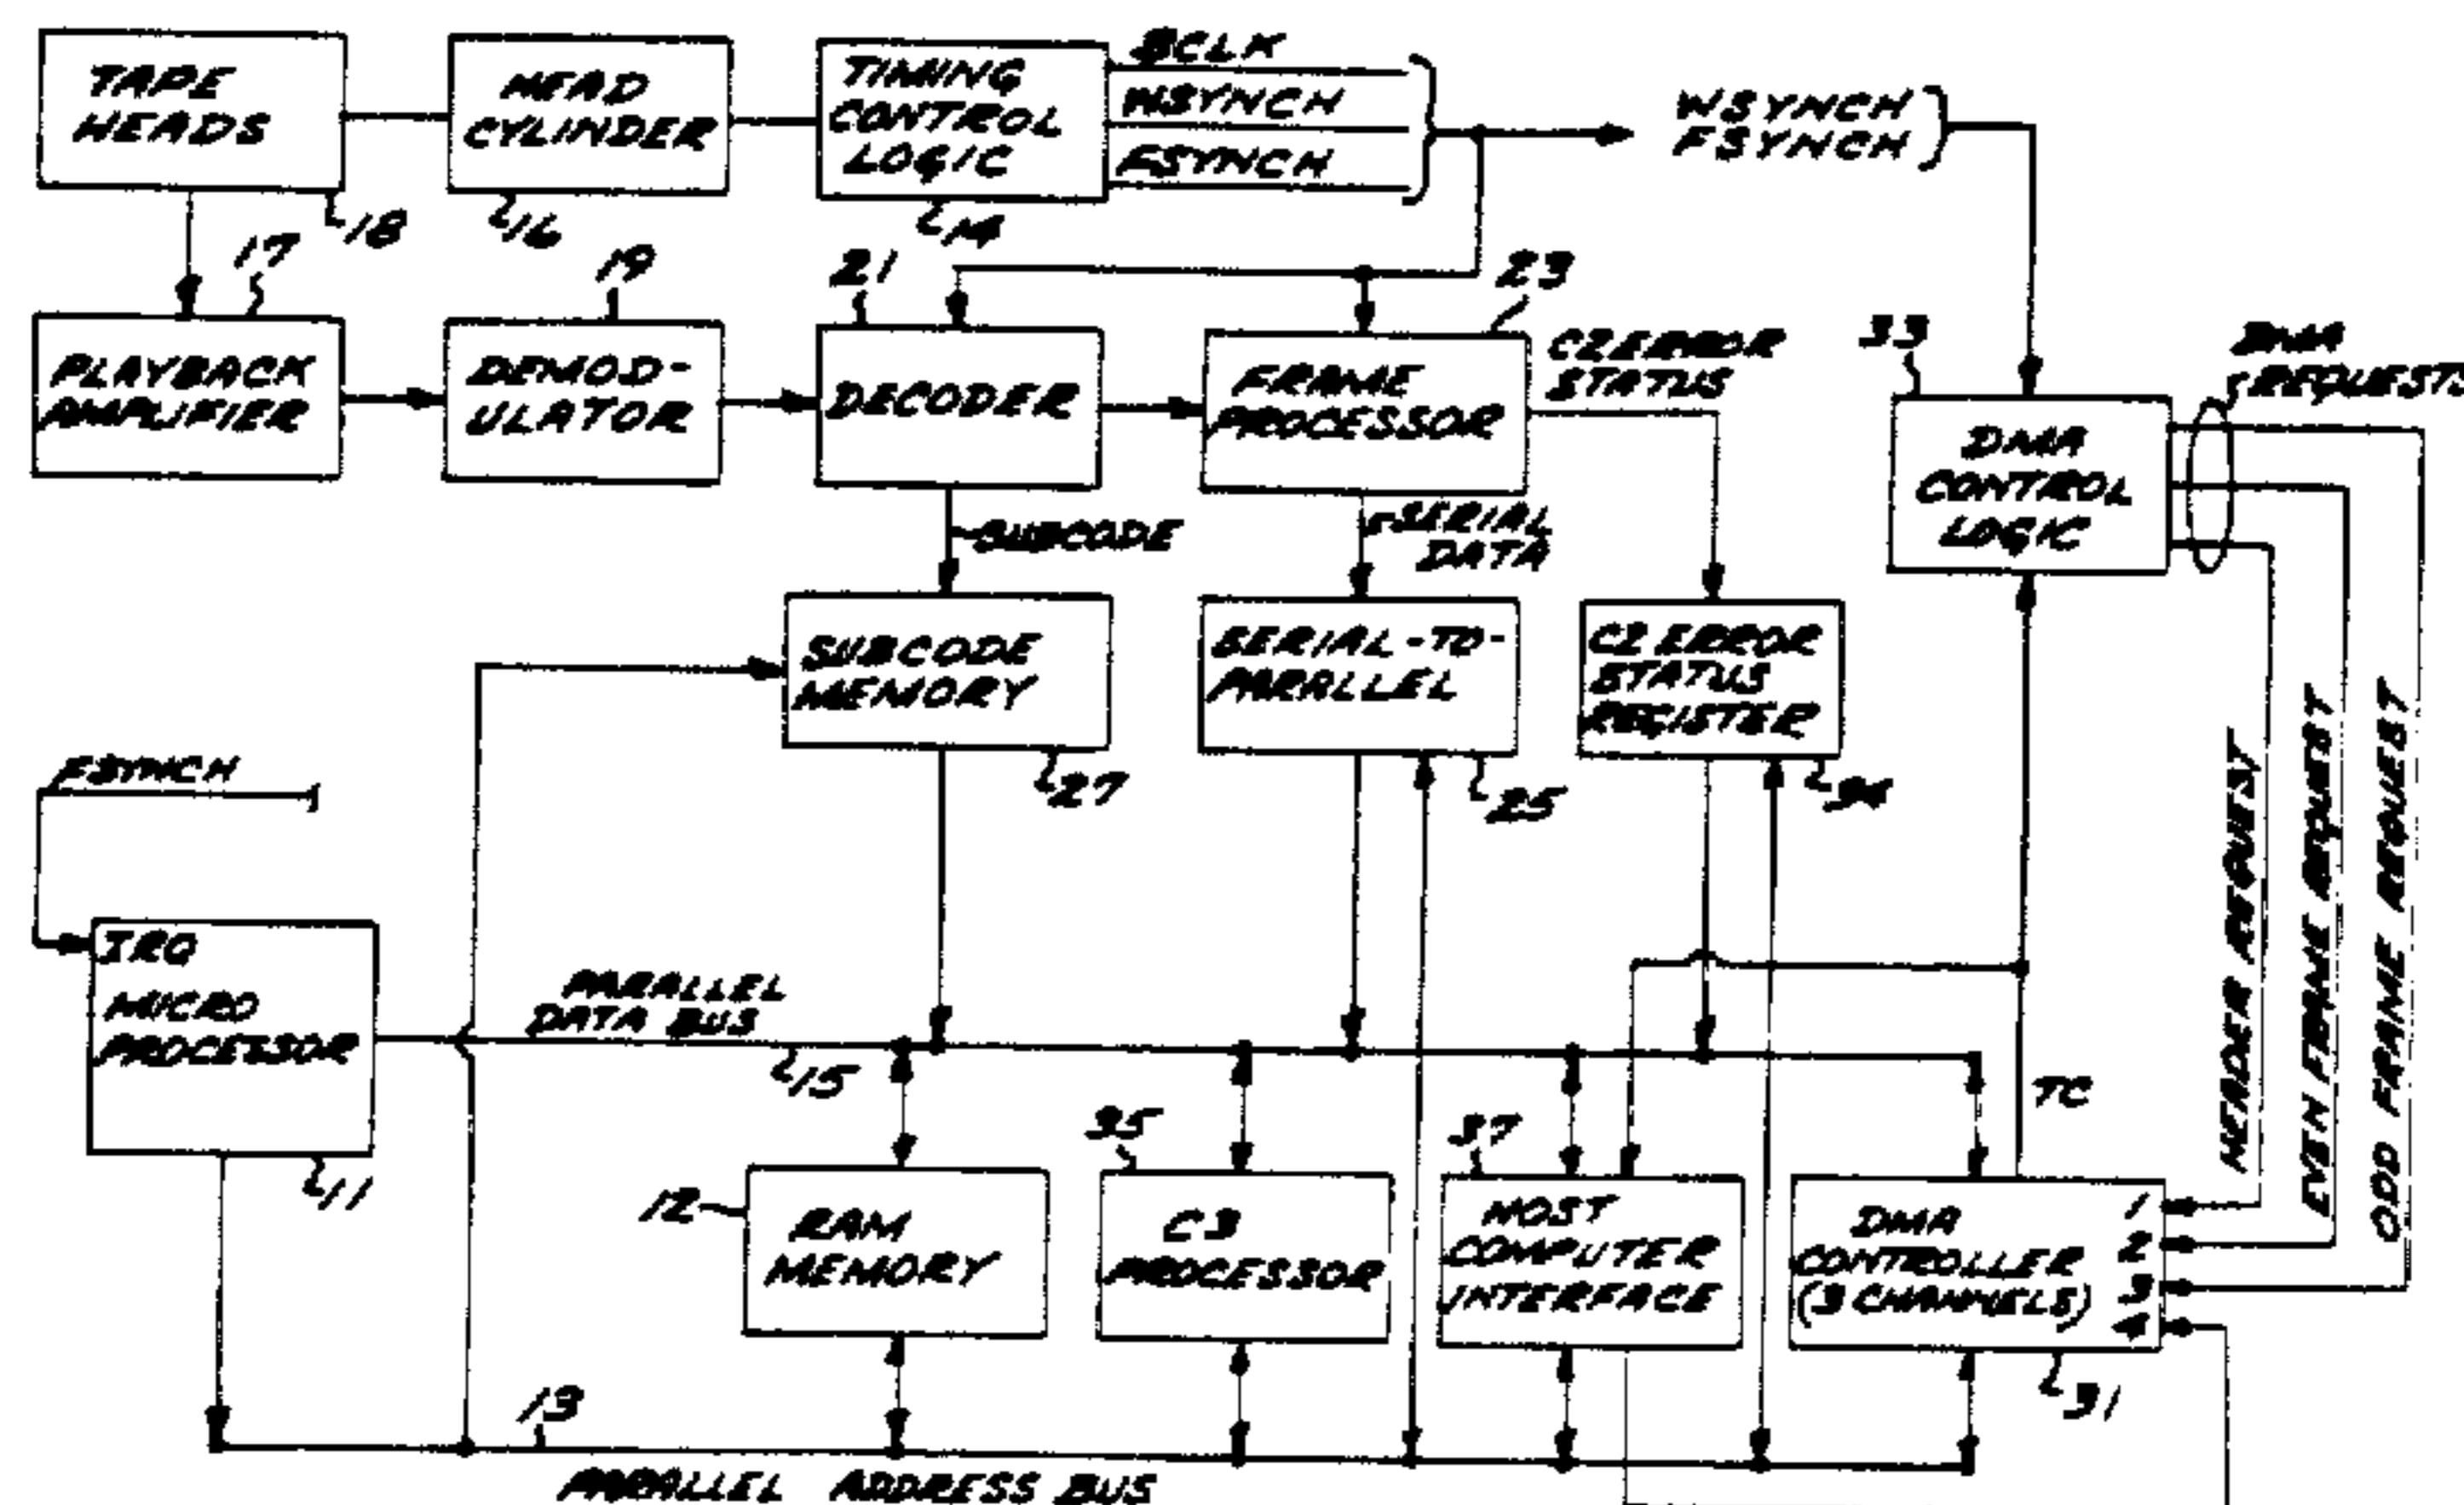 TAPE
HEADS
18
HEAD
CYLINDER
16
TIMING
CONTROL
LOGIC
14
BCLK
WSYNCH
FSYNCH
WSYNCH
FSYNCH
17
PLAYBACK
AMPLIFIER
19
DEMOD-
ULATOR
21
DECODER
23
FRAME
PROCESSOR
C2 ERROR
STATUS
33
DMA
CONTROL
LOGIC
DMA
REQUESTS
SUBCODE
SERIAL
DATA
SUBCODE
MEMORY
27
SERIAL-TO-
PARALLEL
25
C2 ERROR
STATUS
REGISTER
34
HEADER REQUEST
EVEN FRAME REQUEST
ODD FRAME REQUEST
FSYNCH
IRQ
MICRO
PROCESSOR
11
PARALLEL
DATA BUS
15
TC
12
RAM
MEMORY
35
C3
PROCESSOR
37
HOST
COMPUTER
INTERFACE
DMA
CONTROLLER
(3 CHANNELS)
1
2
3
4
31
13
PARALLEL ADDRESS BUS